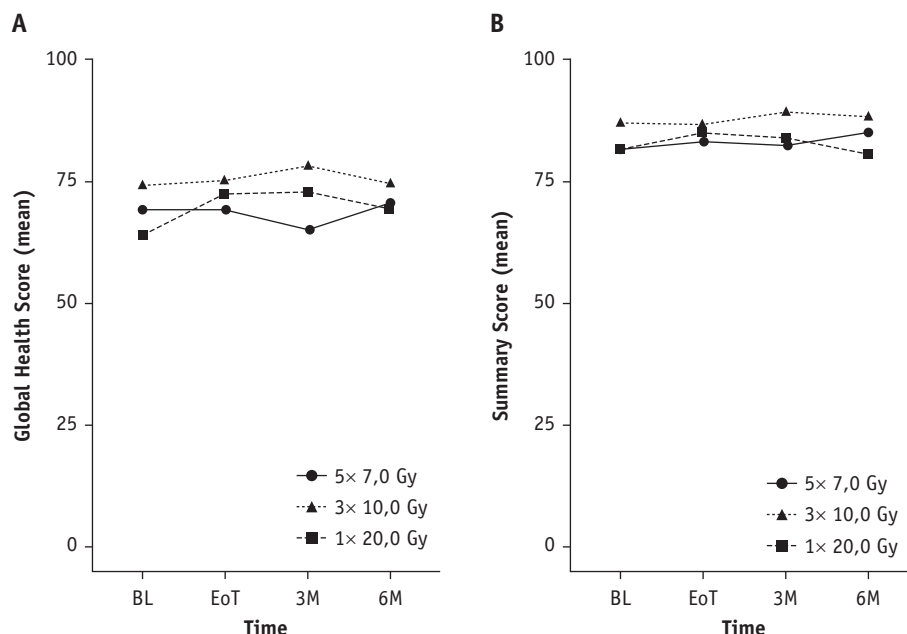 A
100
75
50
25
0
Global Health Score (mean)
5× 7,0 Gy
3× 10,0 Gy
1× 20,0 Gy
BL EoT 3M 6M
Time
B
100
75
50
25
0
Summary Score (mean)
5× 7,0 Gy
3× 10,0 Gy
1× 20,0 Gy
BL EoT 3M 6M
Time